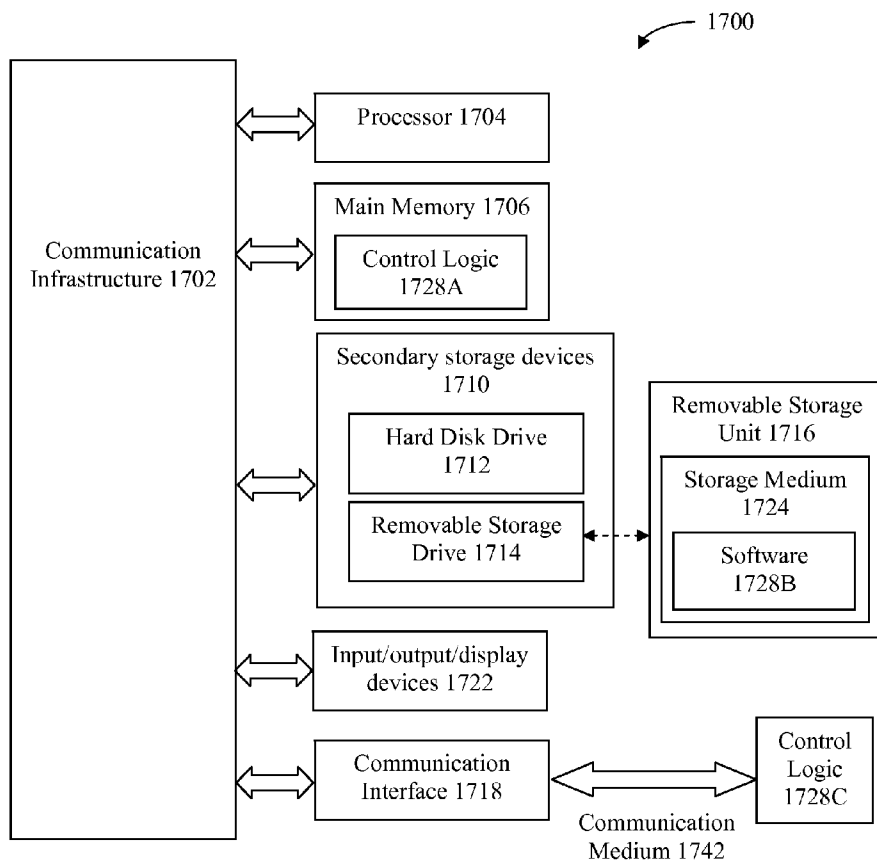 1700
Communication
Infrastructure 1702
Processor 1704
Main Memory 1706
Control Logic
1728A
Secondary storage devices
1710
Hard Disk Drive
1712
Removable Storage
Drive 1714
Removable Storage
Unit 1716
Storage Medium
1724
Software
1728B
Input/output/display
devices 1722
Communication
Interface 1718
Communication
Medium 1742
Control
Logic
1728C